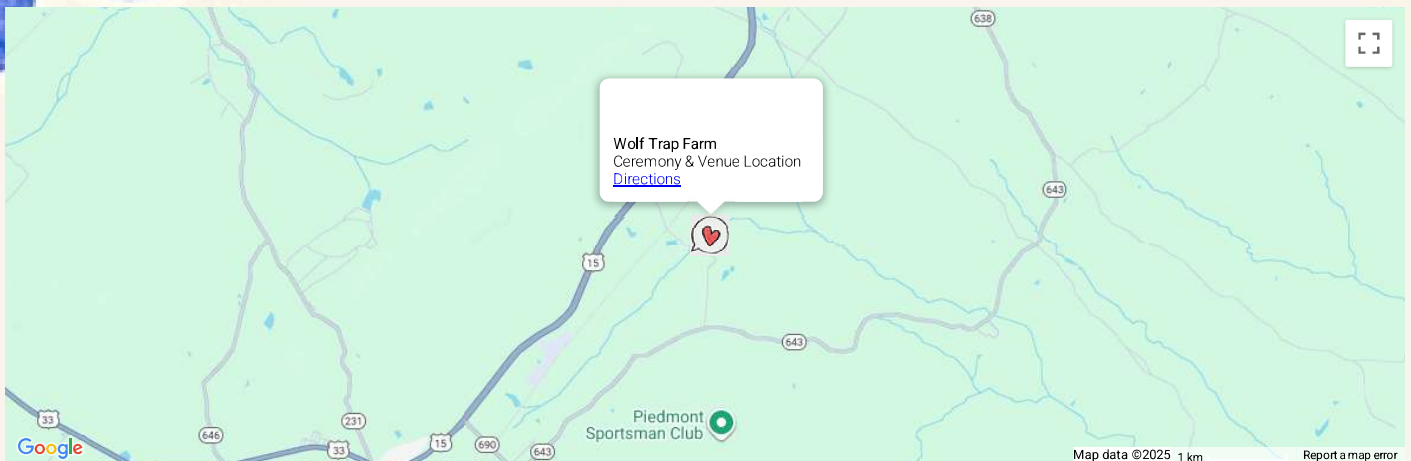 638
Wolf Trap Farm
Ceremony & Venue Location
Directions
643
15
643
Piedmont
Sportsman Club
33
646
231
33
15
690
643
Google
Map data ©2025
1 km
Report a map error